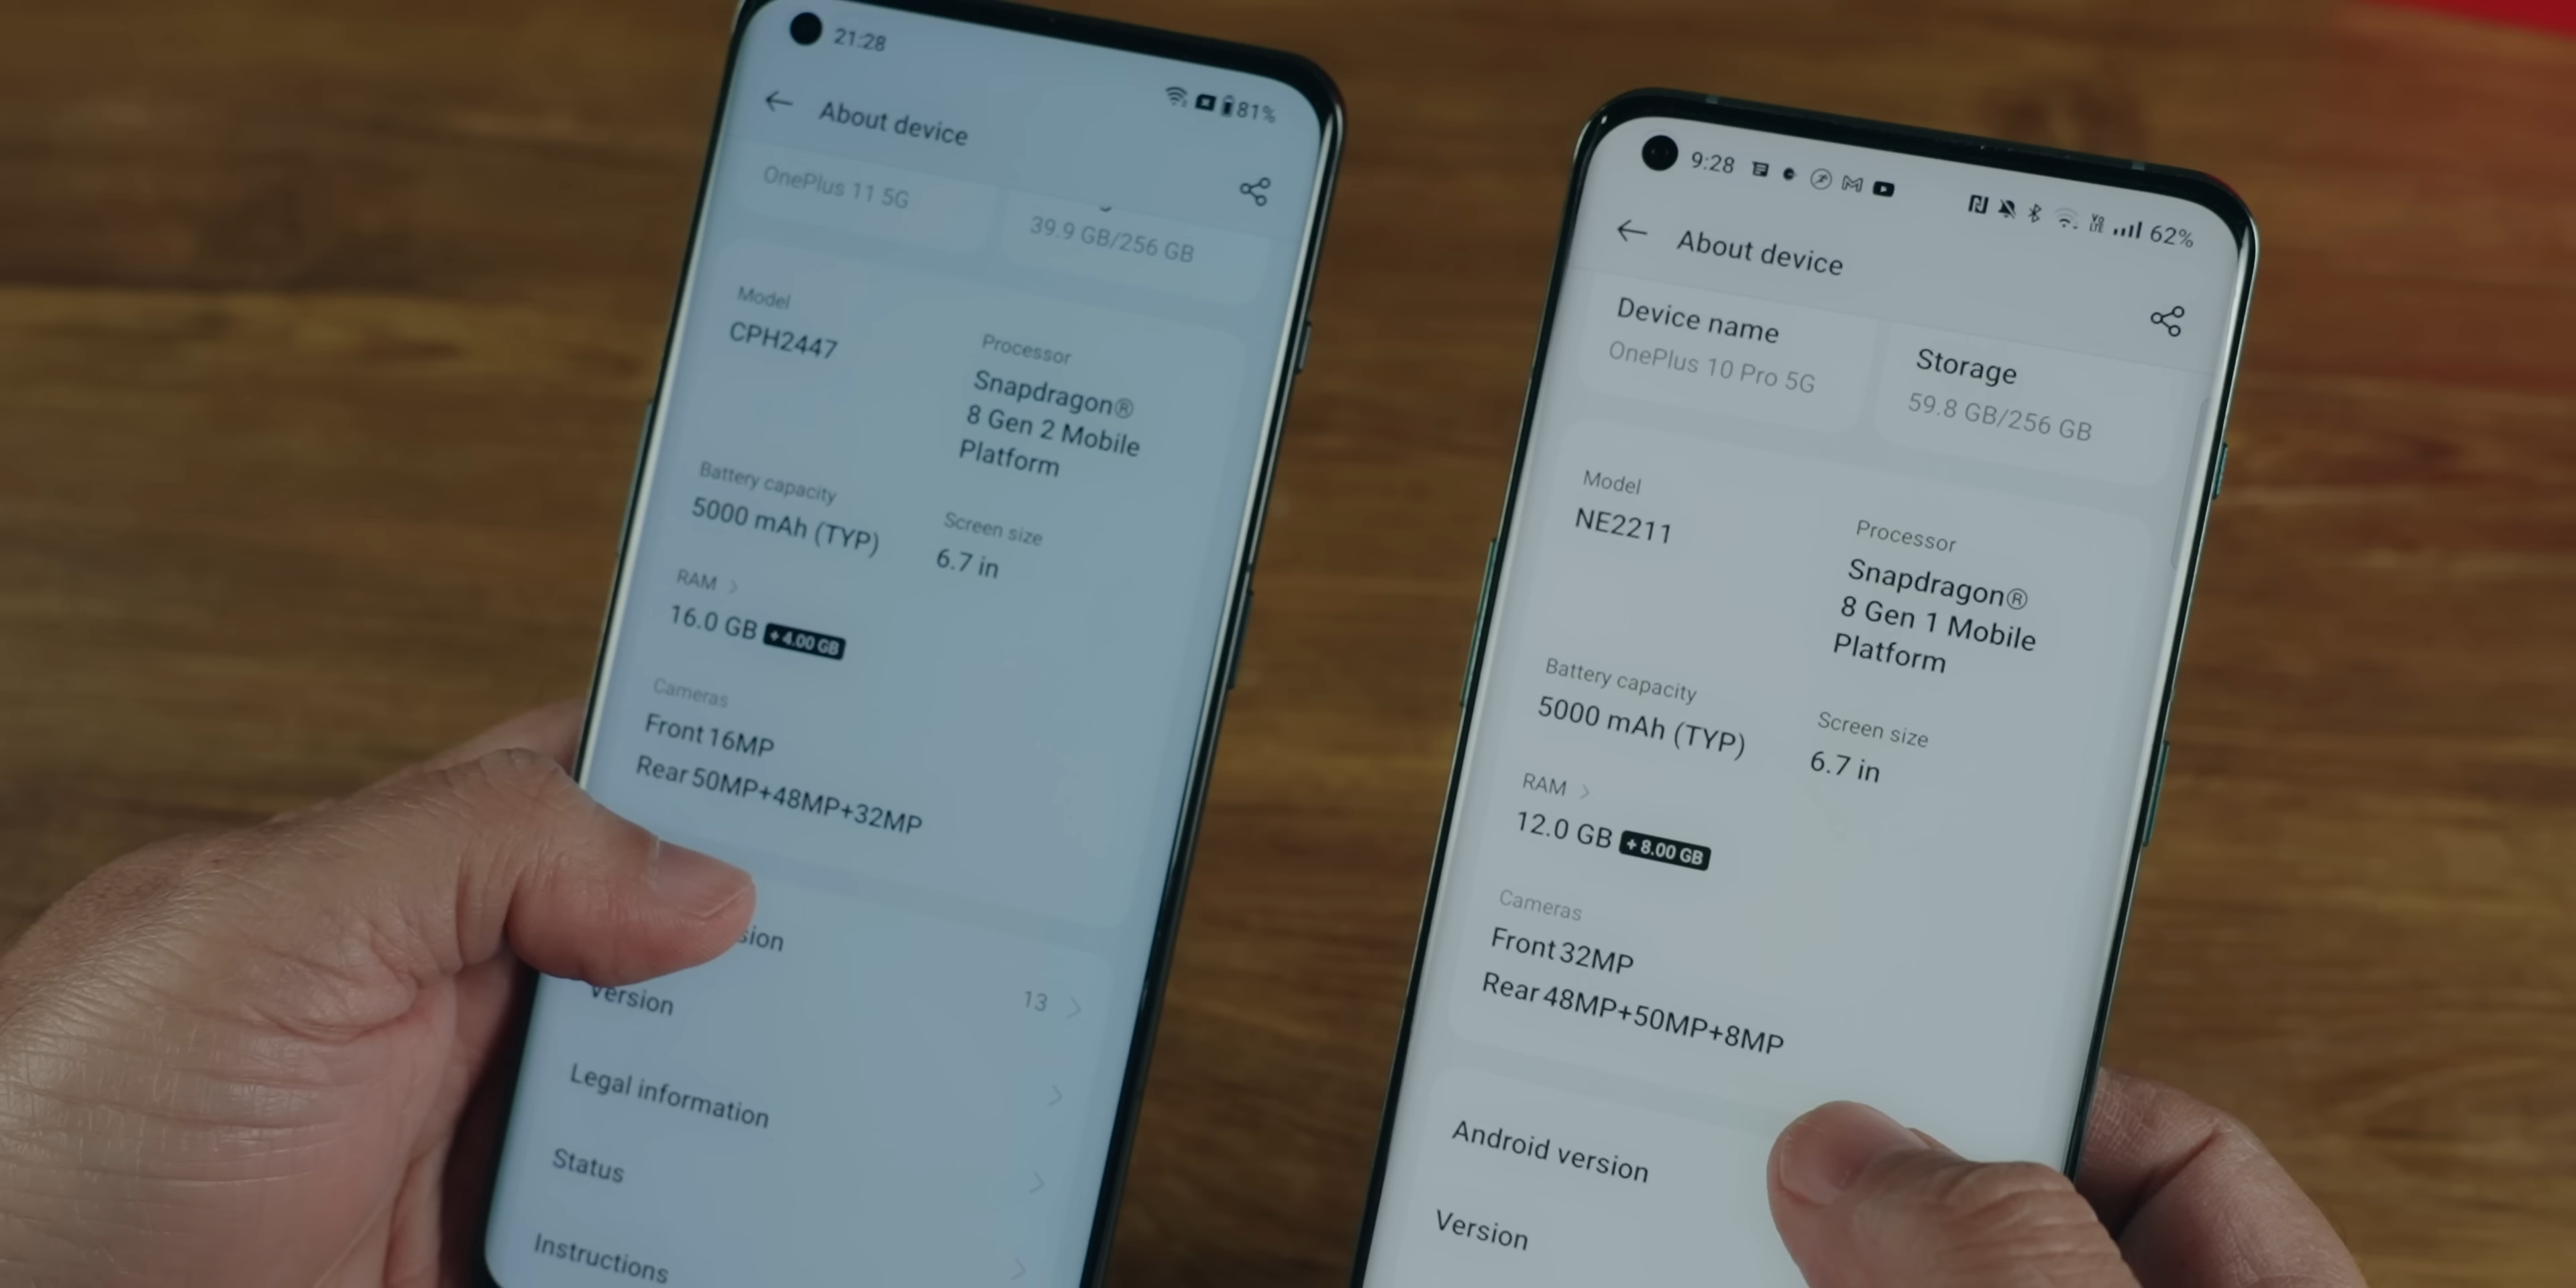 21:28
81%
About device
OnePlus 11 5G
39.9 GB/256 GB
Model
CPH2447
Processor
Snapdragon®
8 Gen 2 Mobile
Platform
Battery capacity
5000 mAh (TYP)
Screen size
6.7 in
RAM
16.0 GB +4.00 GB
Cameras
Front 16MP
Rear 50MP+48MP+32MP
13
Version
Legal information
Status
Instructions
9:28
62%
About device
Device name
OnePlus 10 Pro 5G
Storage
59.8 GB/256 GB
Model
NE2211
Processor
Snapdragon®
8 Gen 1 Mobile
Platform
Battery capacity
5000 mAh (TYP)
Screen size
6.7 in
RAM
12.0 GB +8.00 GB
Cameras
Front 32MP
Rear 48MP+50MP+8MP
Android version
Version